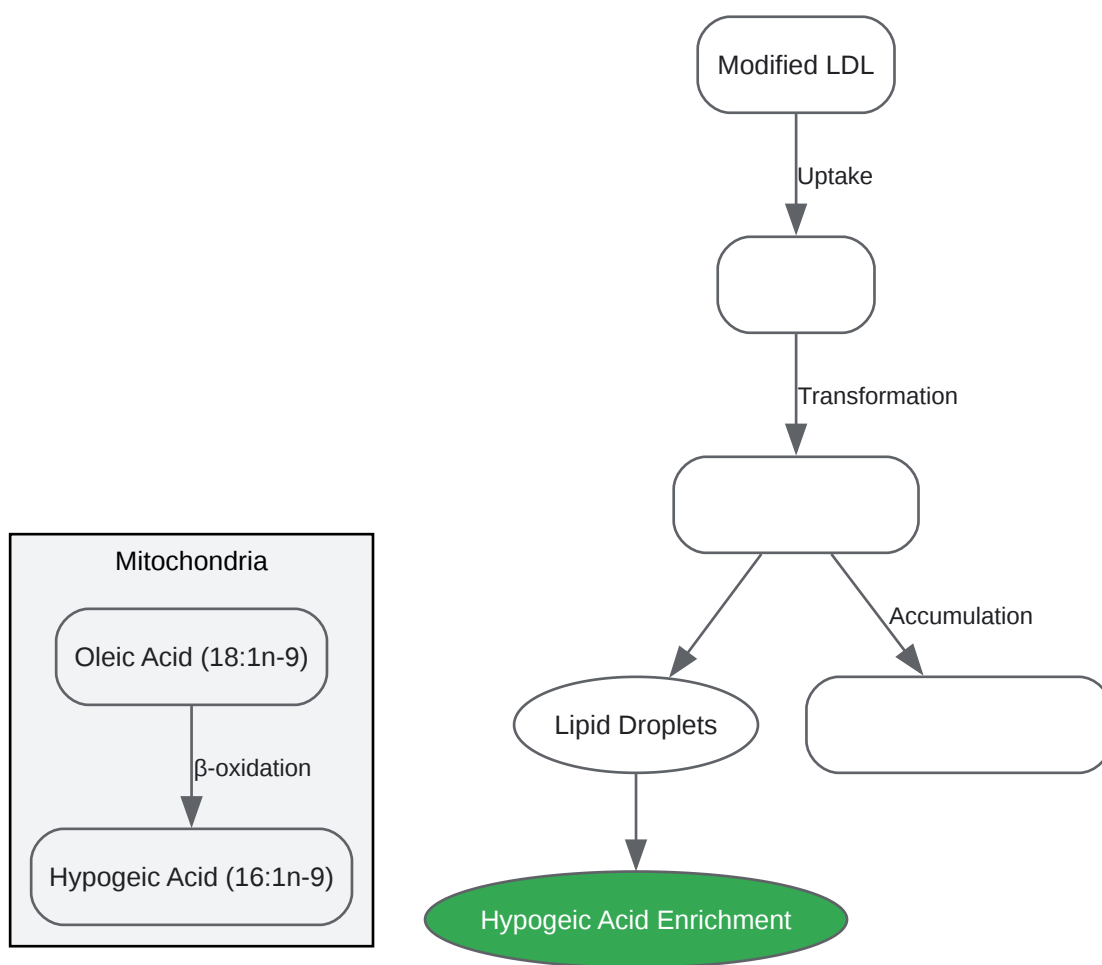 Modified LDL
Uptake
Transformation
Accumulation
Lipid Droplets
Hypogeic Acid Enrichment
Mitochondria
Oleic Acid (18:1n-9)
β-oxidation
Hypogeic Acid (16:1n-9)